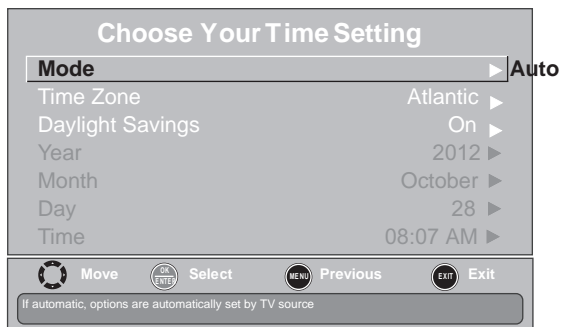 Choose Your Time Setting
Mode Auto
Time Zone Atlantic
Daylight Savings On
Year 2012
Month October
Day 28
Time 08:07 AM
Move OK ENTER Select MENU Previous EXIT Exit
If automatic, options are automatically set by TV source